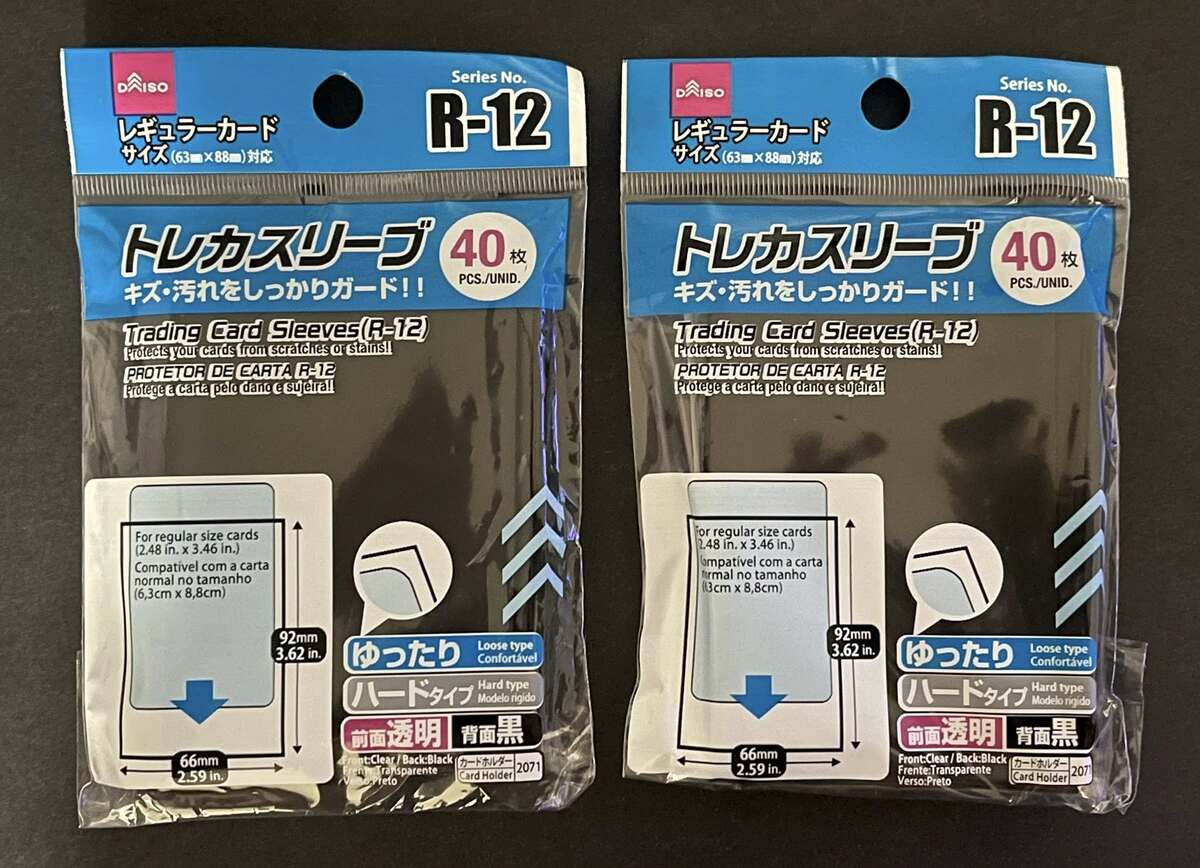 DAISO
Series No.
R-12
レギュラーカード
サイズ(63㎜×88㎜)対応
トレカスリーブ
40枚
PCS./UNID.
キズ・汚れをしっかりガード!!
Trading Card Sleeves(R-12)
Protects your cards from scratches or stains!!
PROTETOR DE CARTA R-12
Protege a carta pelo dano e sujeira!!
For regular size cards
(2.48 in. x 3.46 in.)
Compatível com a carta
normal no tamanho
(6,3cm x 8,8cm)
92mm
3.62 in.
66mm
2.59 in.
ゆったり
Loose type
Confortável
ハードタイプ
Hard type
Modelo rígido
前面透明
背面黒
Front:Clear / Back:Black
Frente:Transparente
Verso:Preto
カードホルダー
Card Holder
2071
DAISO
Series No.
R-12
レギュラーカード
サイズ(63㎜×88㎜)対応
トレカスリーブ
40枚
PCS./UNID.
キズ・汚れをしっかりガード!!
Trading Card Sleeves(R-12)
Protects your cards from scratches or stains!!
PROTETOR DE CARTA R-12
Protege a carta pelo dano e sujeira!!
For regular size cards
(2.48 in. x 3.46 in.)
Compatível com a carta
normal no tamanho
(6,3cm x 8,8cm)
92mm
3.62 in.
66mm
2.59 in.
ゆったり
Loose type
Confortável
ハードタイプ
Hard type
Modelo rígido
前面透明
背面黒
Front:Clear / Back:Black
Frente:Transparente
Verso:Preto
カードホルダー
Card Holder
2071